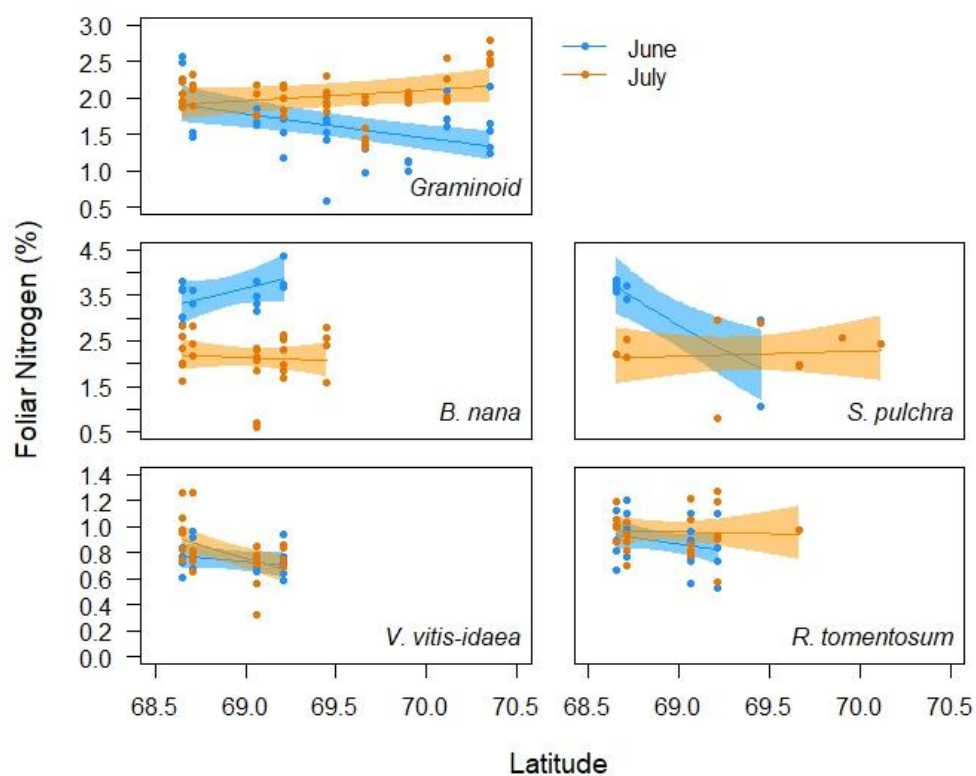 3.0
2.5
2.0
1.5
1.0
0.5
Graminoid
June
July
Foliar Nitrogen (%)
4.5
3.5
2.5
1.5
0.5
B. nana
S. pulchra
1.4
1.2
1.0
0.8
0.6
0.4
0.2
0.0
V. vitis-idaea
R. tomentosum
68.5 69.0 69.5 70.0 70.5
68.5 69.0 69.5 70.0 70.5
Latitude